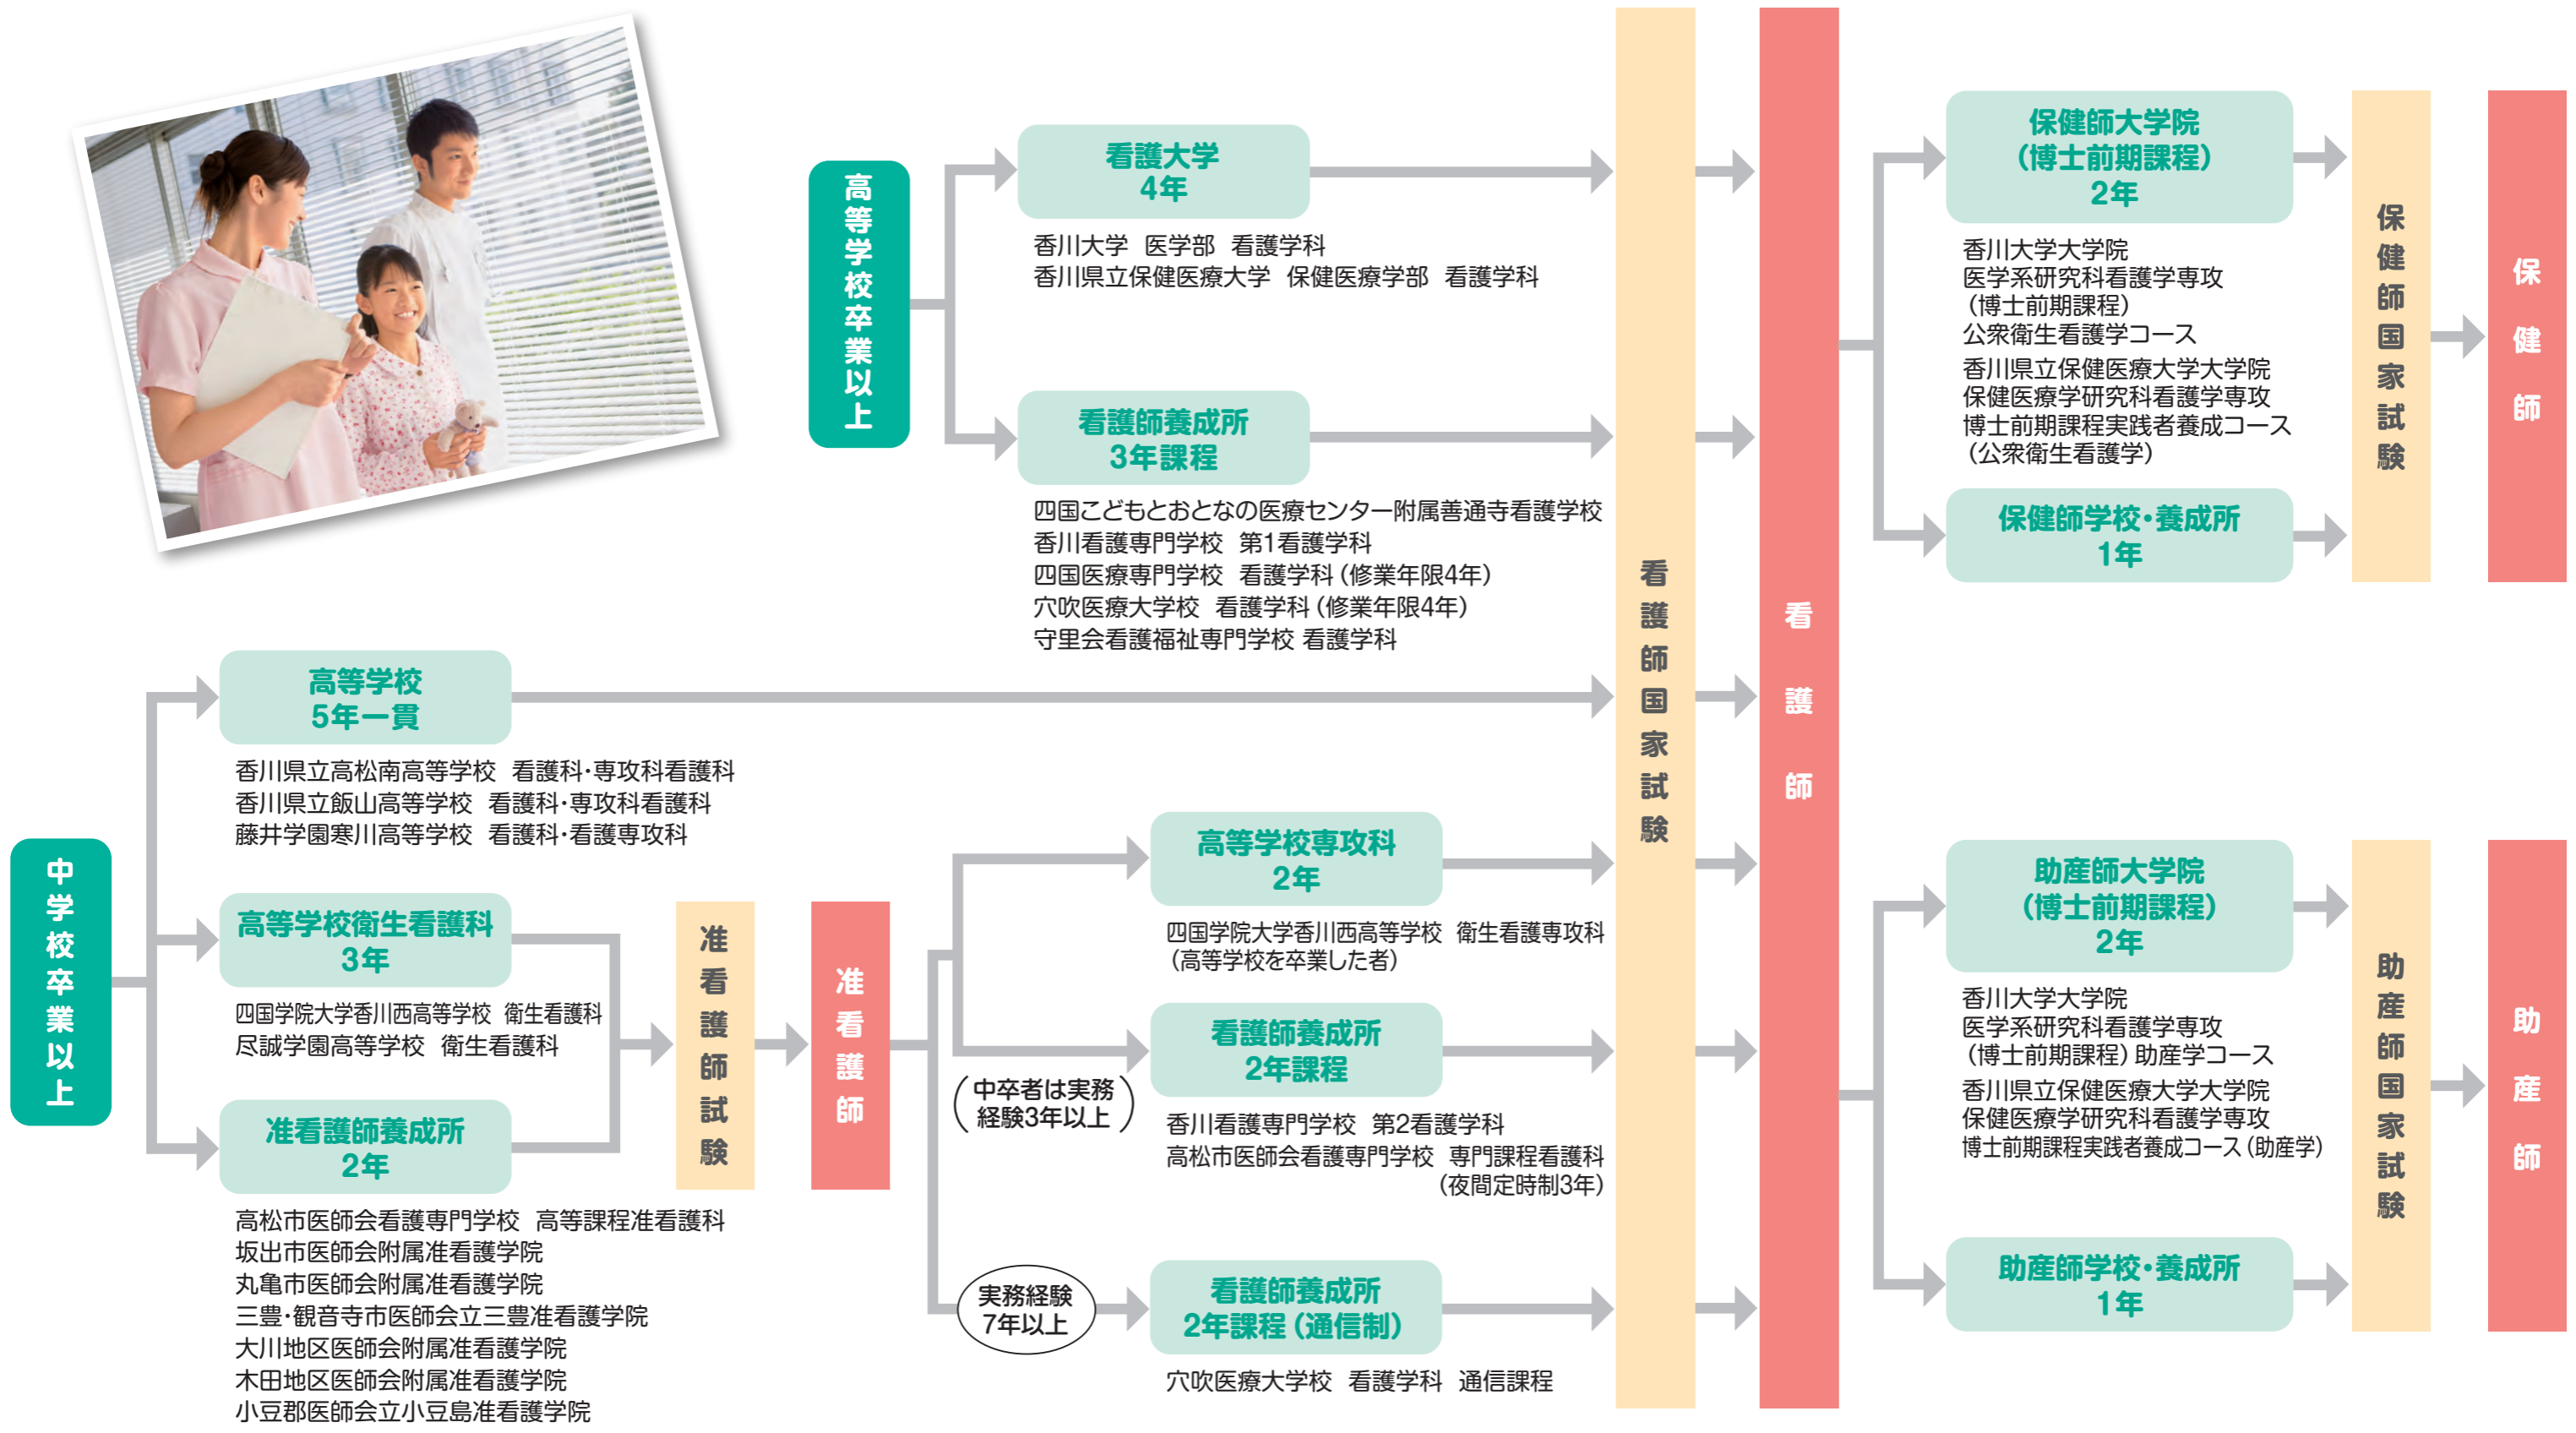 高等学校卒業以上
看護大学
4年
香川大学 医学部 看護学科
香川県立保健医療大学 保健医療学部 看護学科
看護師養成所
3年課程
四国こどもとおとなの医療センター附属善通寺看護学校
香川看護専門学校 第1看護学科
四国医療専門学校 看護学科(修業年限4年)
穴吹医療大学校 看護学科(修業年限4年)
守里会看護福祉専門学校 看護学科
中学校卒業以上
高等学校
5年一貫
香川県立高松南高等学校 看護科・専攻科看護科
香川県立飯山高等学校 看護科・専攻科看護科
藤井学園寒川高等学校 看護科・看護専攻科
高等学校衛生看護科
3年
四国学院大学香川西高等学校 衛生看護科
尽誠学園高等学校 衛生看護科
准看護師養成所
2年
高松市医師会看護専門学校 高等課程准看護科
坂出市医師会附属准看護学院
丸亀市医師会附属准看護学院
三豊・観音寺市医師会立三豊准看護学院
大川地区医師会附属准看護学院
木田地区医師会附属准看護学院
小豆郡医師会立小豆島准看護学院
准看護師試験
准看護師
高等学校専攻科
2年
四国学院大学香川西高等学校 衛生看護専攻科
(高等学校を卒業した者)
看護師養成所
2年課程
(中卒者は実務
経験3年以上)
香川看護専門学校 第2看護学科
高松市医師会看護専門学校 専門課程看護科
(夜間定時制3年)
実務経験
7年以上
看護師養成所
2年課程(通信制)
穴吹医療大学校 看護学科 通信課程
看護師国家試験
看護師
保健師大学院
(博士前期課程)
2年
香川大学大学院
医学系研究科看護学専攻
(博士前期課程)
公衆衛生看護学コース
香川県立保健医療大学大学院
保健医療学研究科看護学専攻
博士前期課程実践者養成コース
(公衆衛生看護学)
保健師学校・養成所
1年
保健師国家試験
保健師
助産師大学院
(博士前期課程)
2年
香川大学大学院
医学系研究科看護学専攻
(博士前期課程)助産学コース
香川県立保健医療大学大学院
保健医療学研究科看護学専攻
博士前期課程実践者養成コース(助産学)
助産師学校・養成所
1年
助産師国家試験
助産師